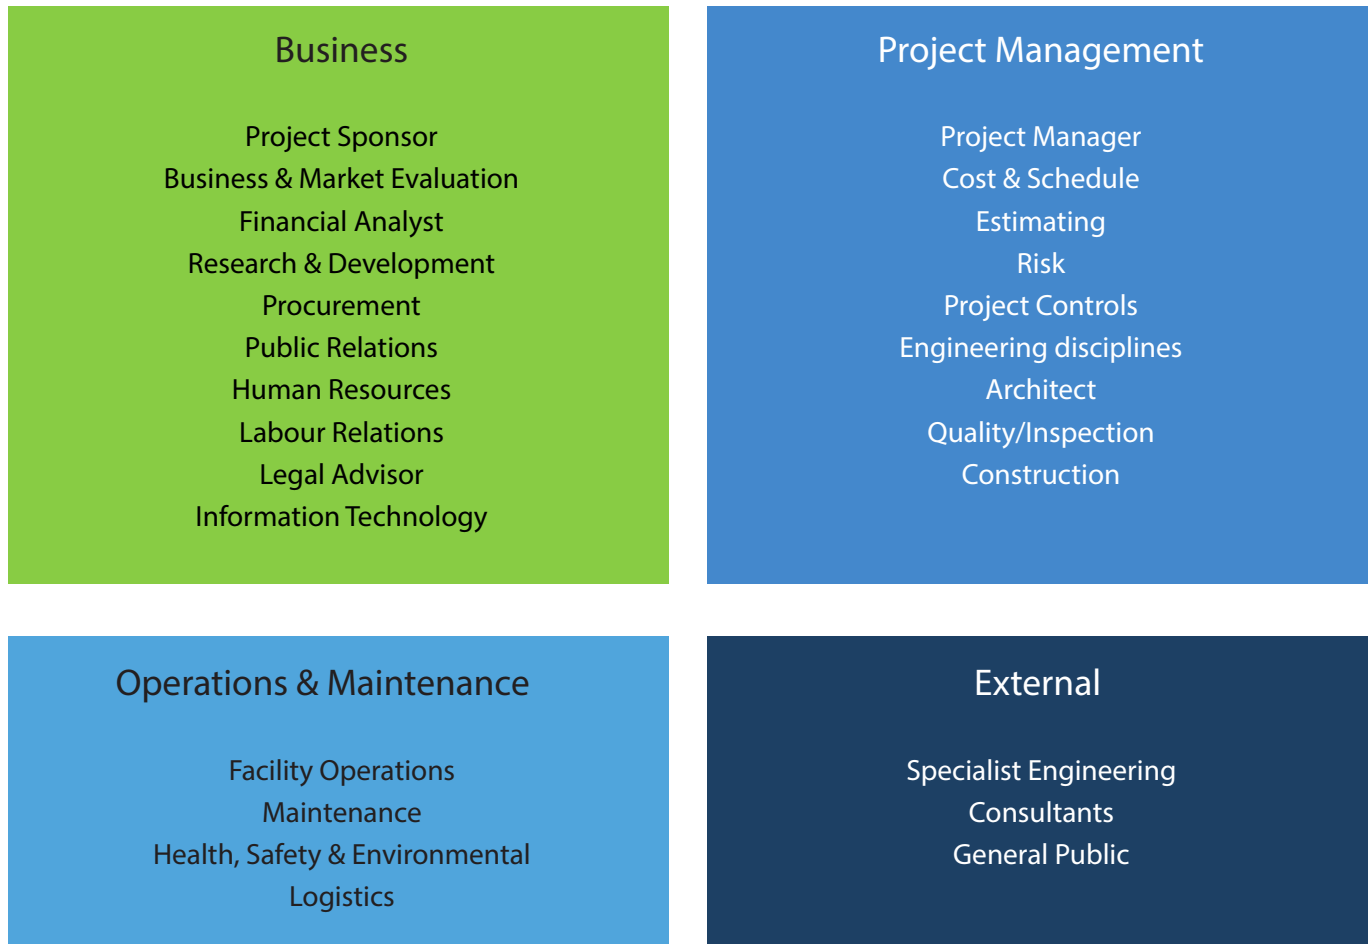 Business
Project Sponsor
Business & Market Evaluation
Financial Analyst
Research & Development
Procurement
Public Relations
Human Resources
Labour Relations
Legal Advisor
Information Technology
Project Management
Project Manager
Cost & Schedule
Estimating
Risk
Project Controls
Engineering disciplines
Architect
Quality/Inspection
Construction
Operations & Maintenance
Facility Operations
Maintenance
Health, Safety & Environmental
Logistics
External
Specialist Engineering
Consultants
General Public